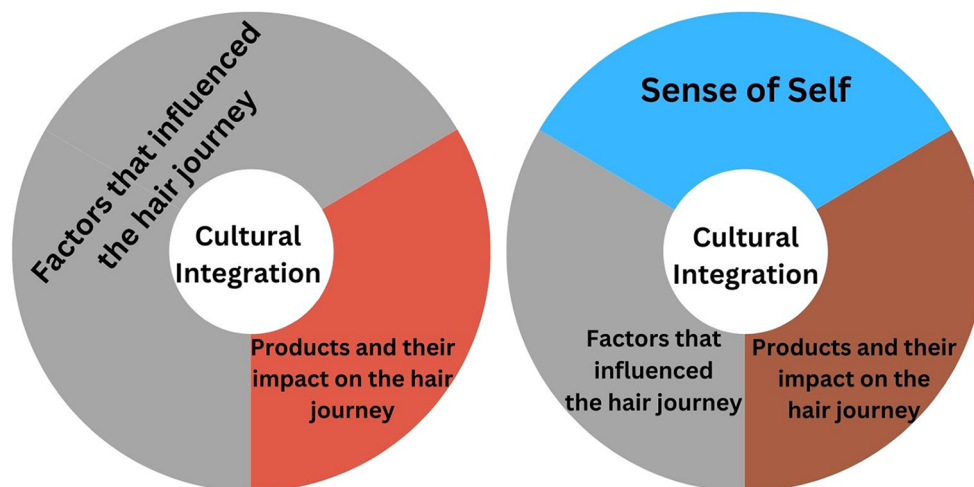 Factors that influenced
the hair journey
Cultural
Integration
Products and their
impact on the hair
journey
Sense of Self
Cultural
Integration
Factors that
influenced
the hair journey
Products and their
impact on the
hair journey